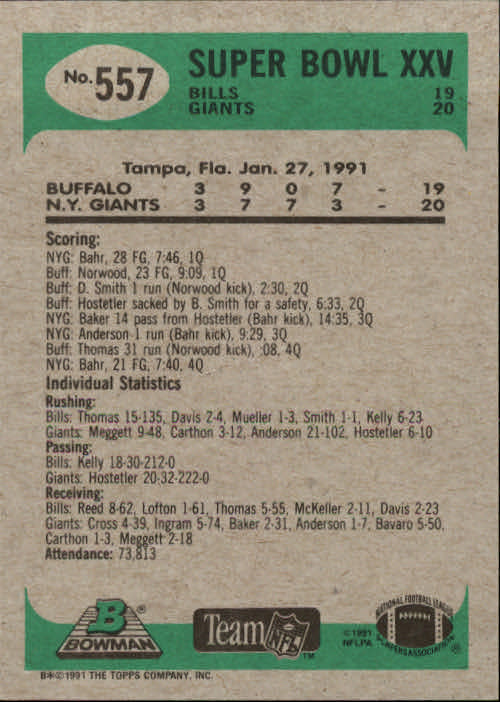 No. 557
SUPER BOWL XXV
BILLS 19
GIANTS 20
Tampa, Fla. Jan. 27, 1991
BUFFALO 3 9 0 7 – 19
N.Y. GIANTS 3 7 7 3 – 20
Scoring:
NYG: Bahr, 28 FG, 7:46, 1Q
Buff: Norwood, 23 FG, 9:09, 1Q
Buff: D. Smith 1 run (Norwood kick), 2:30, 2Q
Buff: Hostetler sacked by B. Smith for a safety, 6:33, 2Q
NYG: Baker 14 pass from Hostetler (Bahr kick), 14:35, 3Q
NYG: Anderson 1 run (Bahr kick), 9:29, 3Q
Buff: Thomas 31 run (Norwood kick), :08, 4Q
NYG: Bahr, 21 FG, 7:40, 4Q
Individual Statistics
Rushing:
Bills: Thomas 15-135, Davis 2-4, Mueller 1-3, Smith 1-1, Kelly 6-23
Giants: Meggett 9-48, Carthon 3-12, Anderson 21-102, Hostetler 6-10
Passing:
Bills: Kelly 18-30-212-0
Giants: Hostetler 20-32-222-0
Receiving:
Bills: Reed 8-62, Lofton 1-61, Thomas 5-55, McKeller 2-11, Davis 2-23
Giants: Cross 4-39, Ingram 5-74, Baker 2-31, Anderson 1-7, Bavaro 5-50,
Carthon 1-3, Meggett 2-18
Attendance: 73,813
B
BOWMAN®
Team NFL™
©1991
NFLPA
NATIONAL FOOTBALL LEAGUE
PLAYERS ASSOCIATION®
B✻©1991 THE TOPPS COMPANY, INC.